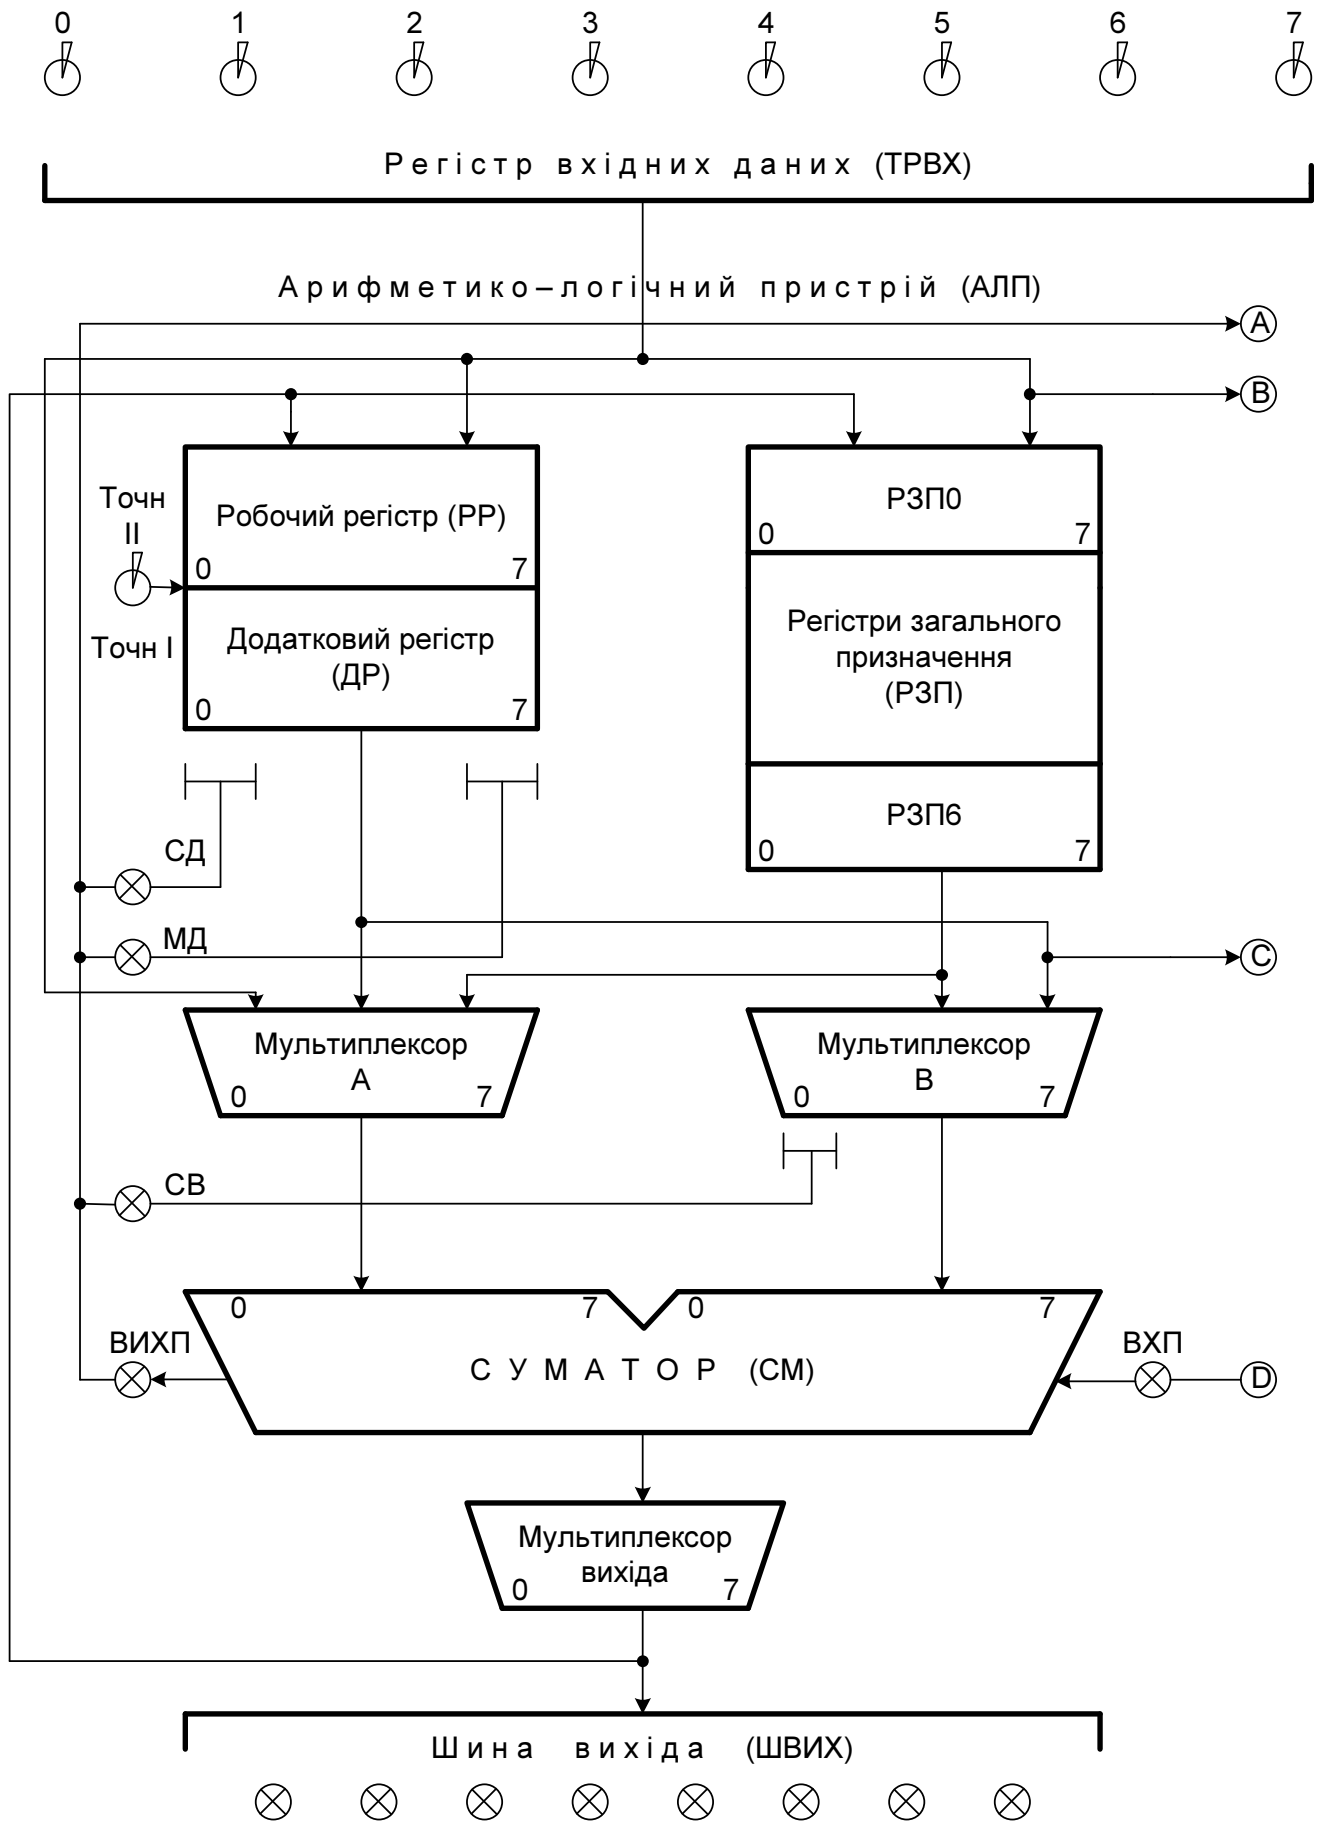 0 1 2 3 4 5 6 7
Регістр вхідних даних (ТРВХ)
Арифметико–логічний пристрій (АЛП)
A
B
Точн
II
Точн I
Робочий регістр (РР)
0 7
Додатковий регістр
(ДР)
0 7
РЗП0
0 7
Регістри загального
призначення
(РЗП)
РЗП6
0 7
СД
МД
C
Мультиплексор
А
0 7
Мультиплексор
В
0 7
СВ
0 7 0 7
ВИХП
СУМАТОР (СМ)
ВХП
D
Мультиплексор
вихіда
0 7
Шина вихіда (ШВИХ)